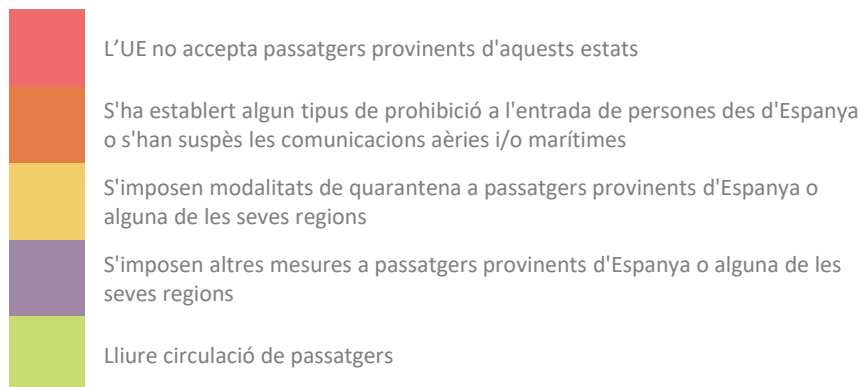 L’UE no accepta passatgers provinents d'aquests estats
S'ha establert algun tipus de prohibició a l'entrada de persones des d'Espanya
o s'han suspès les comunicacions aèries i/o marítimes
S'imposen modalitats de quarantena a passatgers provinents d'Espanya o
alguna de les seves regions
S'imposen altres mesures a passatgers provinents d'Espanya o alguna de les
seves regions
Lliure circulació de passatgers